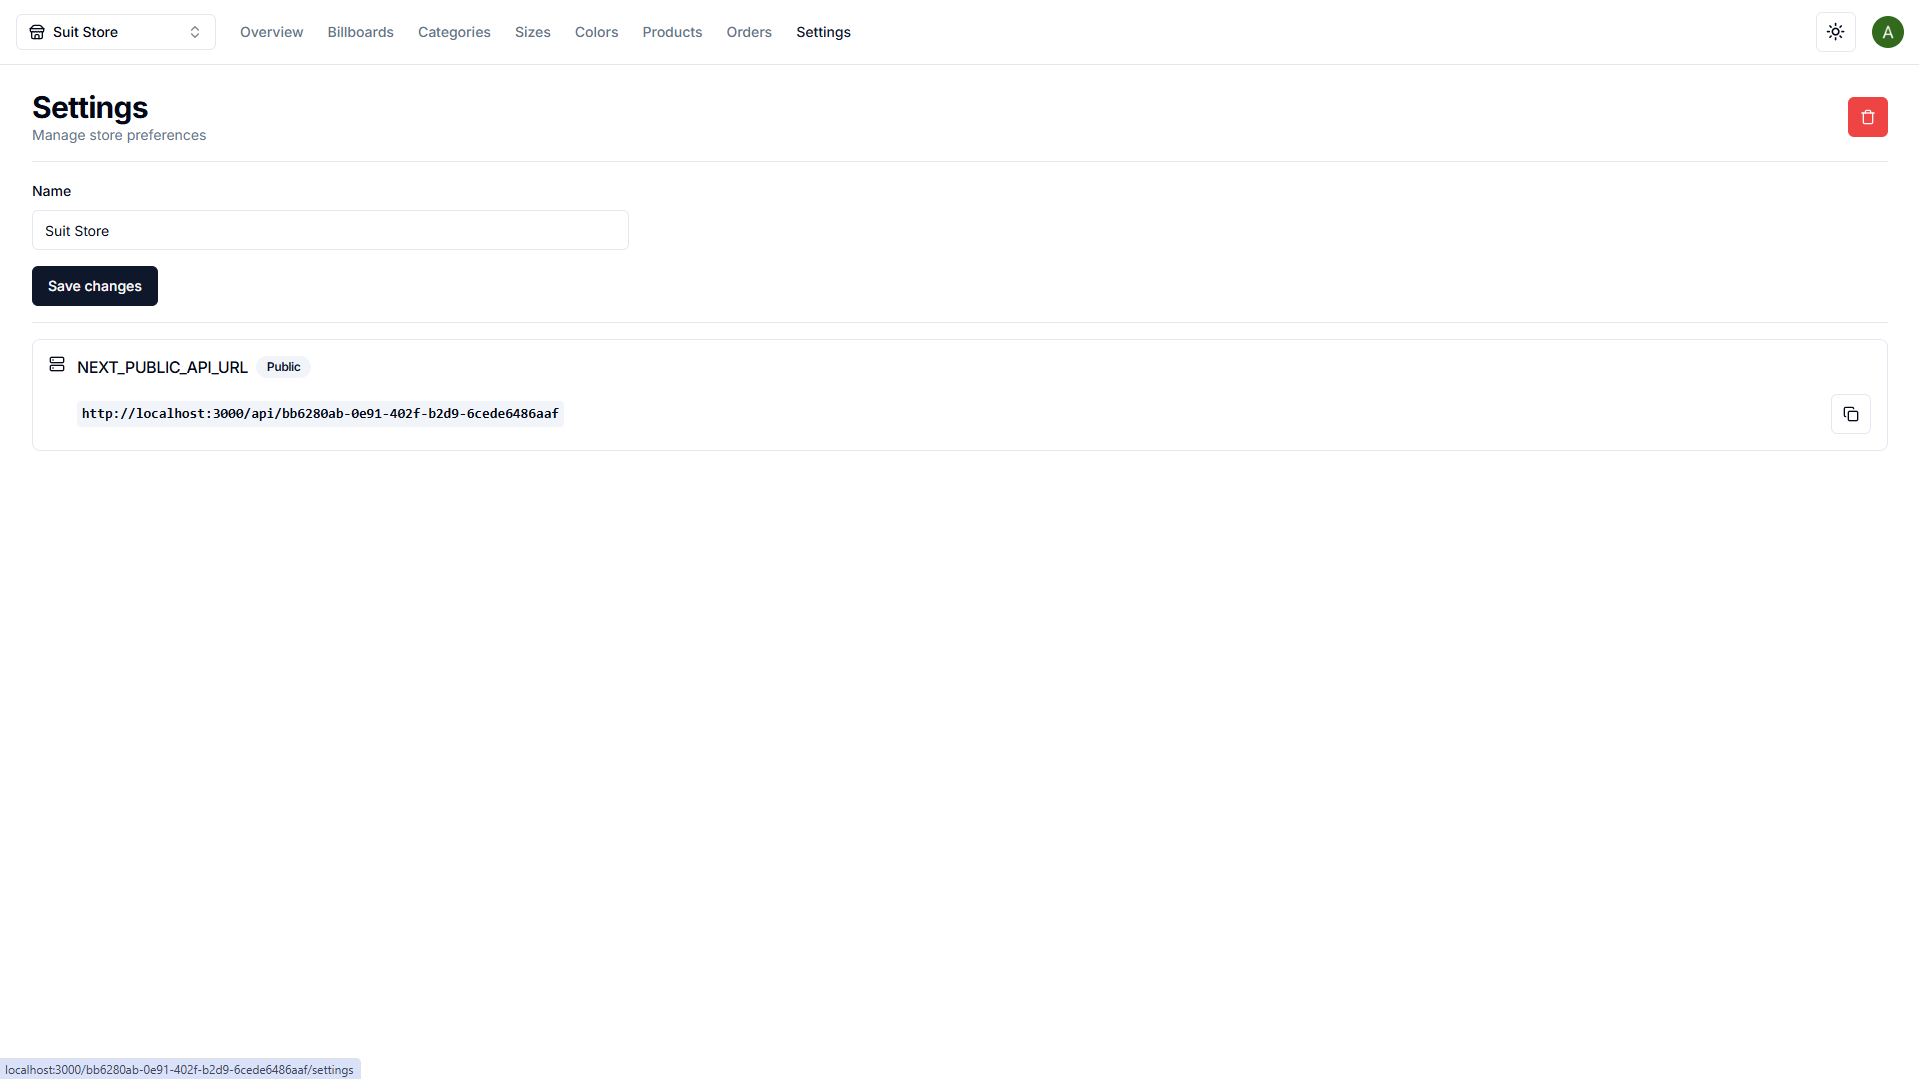 Suit Store
Overview
Billboards
Categories
Sizes
Colors
Products
Orders
Settings
A
Settings
Manage store preferences
Name
Suit Store
Save changes
NEXT_PUBLIC_API_URL Public
http://localhost:3000/api/bb6280ab-0e91-402f-b2d9-6cede6486aaf
localhost:3000/bb6280ab-0e91-402f-b2d9-6cede6486aaf/settings